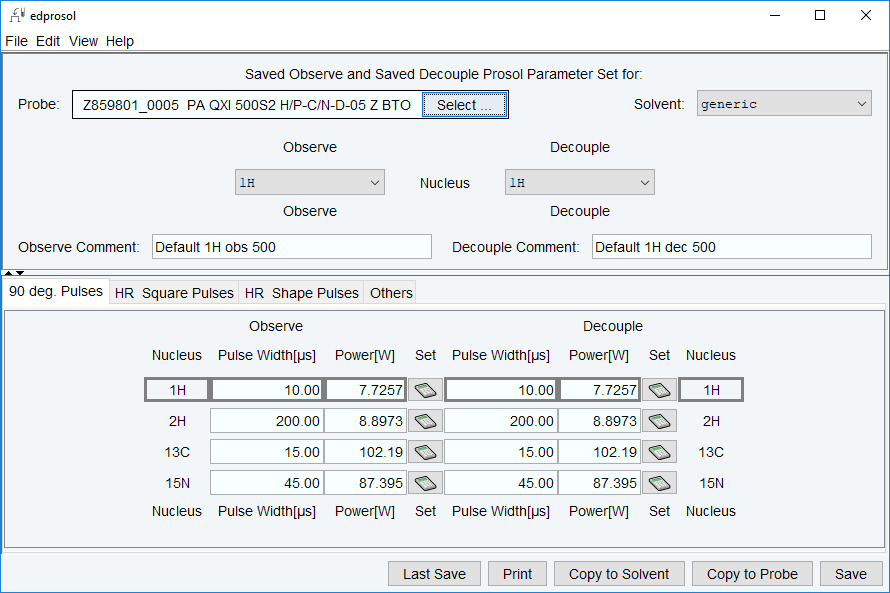 edprosol
File Edit View Help
Saved Observe and Saved Decouple Prosol Parameter Set for:
Probe: Z859801_0005 PA QXI 500S2 H/P-C/N-D-05 Z BTO Select ... Solvent: generic
Observe Decouple
1H Nucleus 1H
Observe Decouple
Observe Comment: Default 1H obs 500 Decouple Comment: Default 1H dec 500
90 deg. Pulses HR Square Pulses HR Shape Pulses Others
Observe Decouple
Nucleus Pulse Width[µs] Power[W] Set Pulse Width[µs] Power[W] Set Nucleus
1H 10.00 7.7257 10.00 7.7257 1H
2H 200.00 8.8973 200.00 8.8973 2H
13C 15.00 102.19 15.00 102.19 13C
15N 45.00 87.395 45.00 87.395 15N
Nucleus Pulse Width[µs] Power[W] Set Pulse Width[µs] Power[W] Set Nucleus
Last Save Print Copy to Solvent Copy to Probe Save